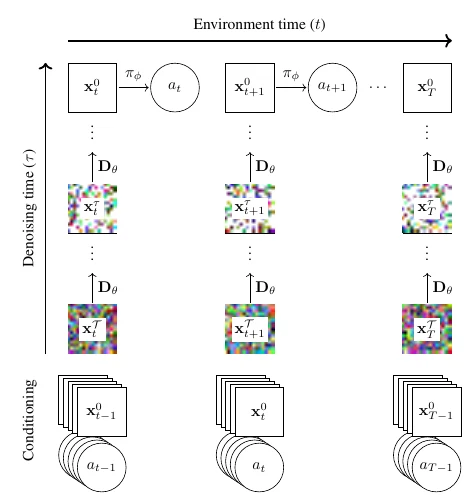 Environment time (t)
x_t^0 π_ϕ a_t x_{t+1}^0 π_ϕ a_{t+1} ⋯ x_T^0
⋮ ⋮ ⋮
D_θ D_θ D_θ
Denoising time (τ)
x_t^τ x_{t+1}^τ x_T^τ
⋮ ⋮ ⋮
D_θ D_θ D_θ
x_t^𝒯 x_{t+1}^𝒯 x_T^𝒯
Conditioning
x_{t−1}^0 x_t^0 x_{T−1}^0
a_{t−1} a_t a_{T−1}